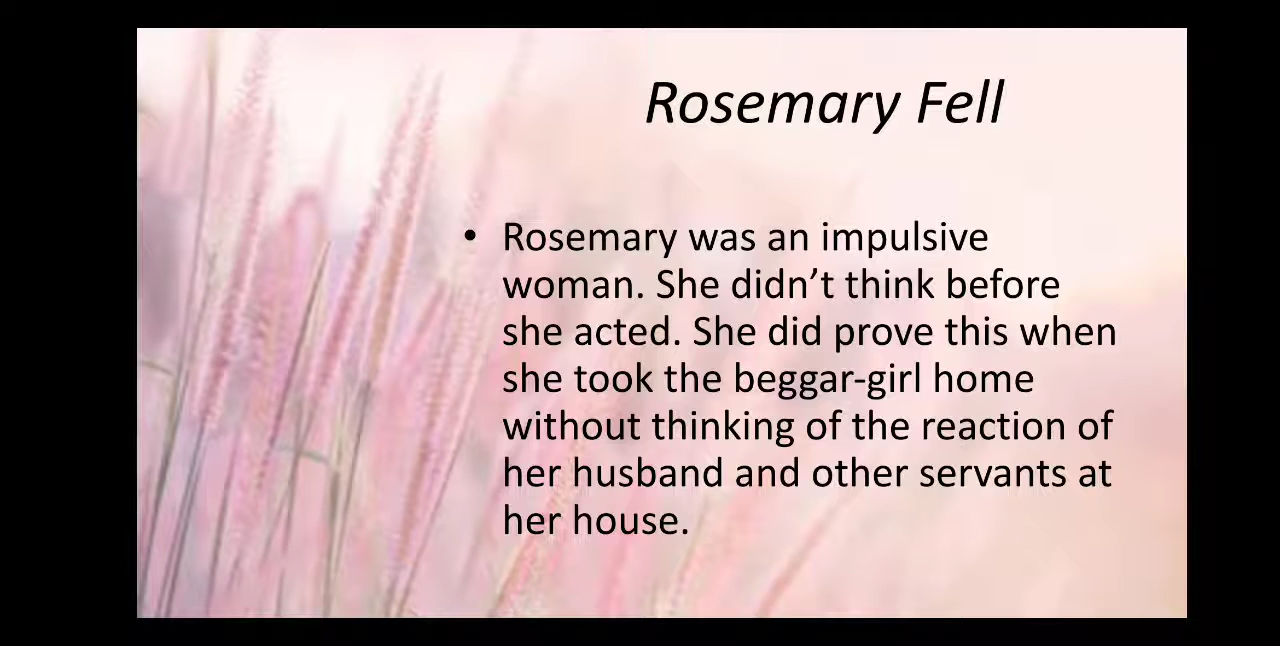 Rosemary Fell
• Rosemary was an impulsive
woman. She didn’t think before
she acted. She did prove this when
she took the beggar-girl home
without thinking of the reaction of
her husband and other servants at
her house.